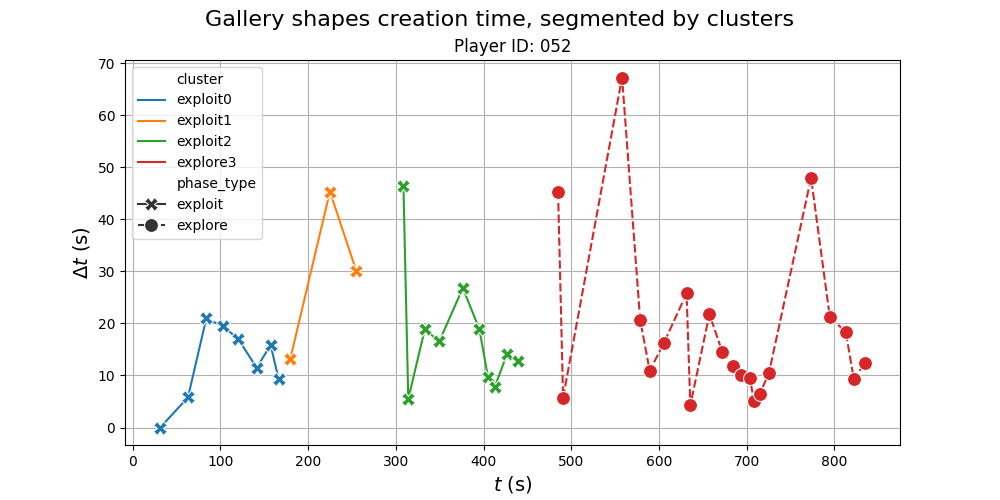 Gallery shapes creation time, segmented by clusters
Player ID: 052
70
60
50
40
30
20
10
0
Δt (s)
cluster
exploit0
exploit1
exploit2
explore3
phase_type
exploit
explore
0 100 200 300 400 500 600 700 800
t (s)